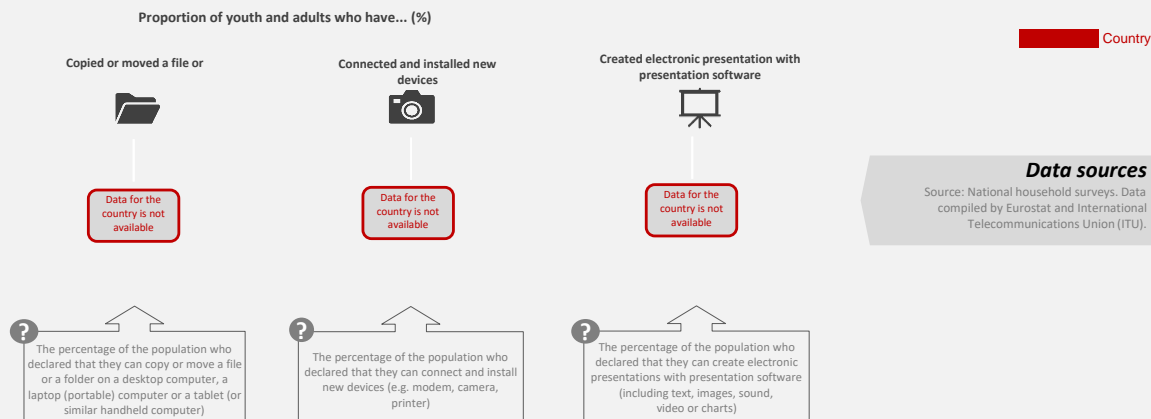 Proportion of youth and adults who have... (%)
Country
Copied or moved a file or
Connected and installed new
devices
Created electronic presentation with
presentation software
Data for the
country is not
available
Data for the
country is not
available
Data for the
country is not
available
Data sources
Source: National household surveys. Data
compiled by Eurostat and International
Telecommunications Union (ITU).
?
The percentage of the population who
declared that they can copy or move a file
or a folder on a desktop computer, a
laptop (portable) computer or a tablet (or
similar handheld computer)
?
The percentage of the population who
declared that they can connect and install
new devices (e.g. modem, camera,
printer)
?
The percentage of the population who
declared that they can create electronic
presentations with presentation software
(including text, images, sound,
video or charts)